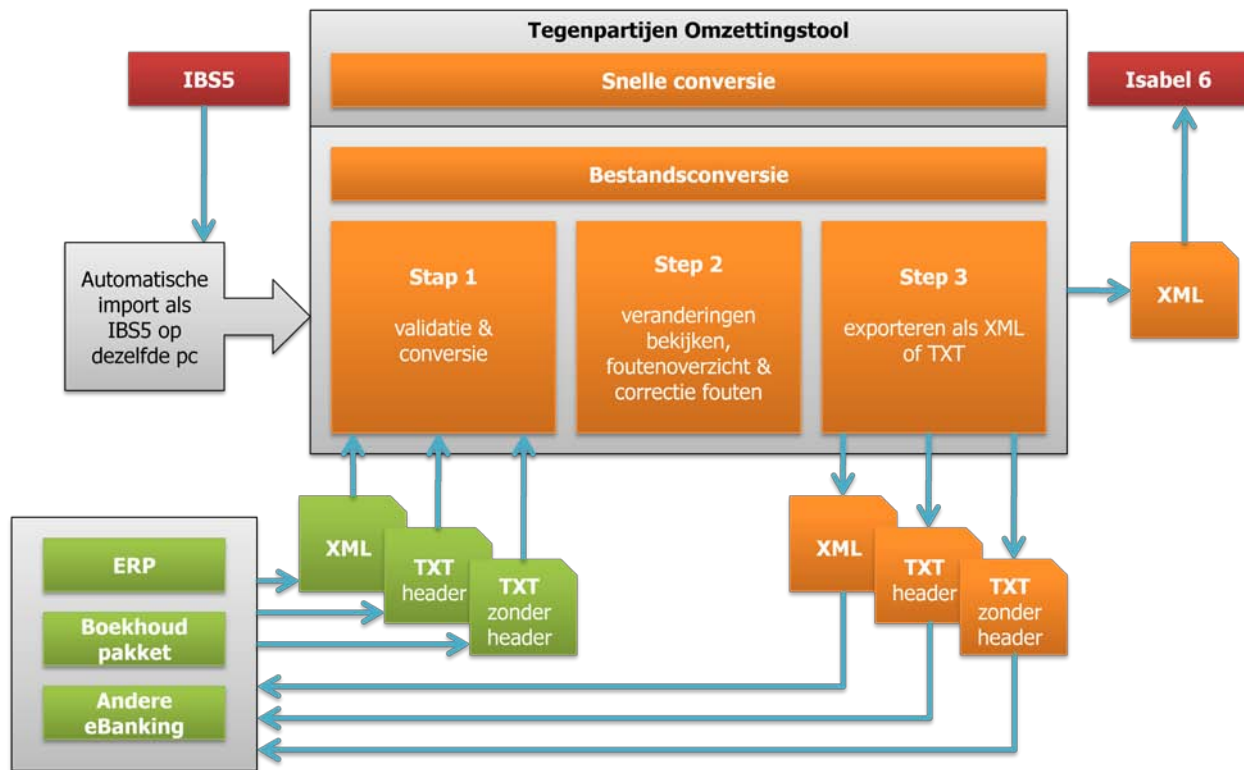 Tegenpartijen Omzettingstool
Snelle conversie
IBS5
Isabel 6
Bestandsconversie
Automatische
import als
IBS5 op
dezelfde pc
Stap 1
validatie &
conversie
Step 2
veranderingen
bekijken,
foutenoverzicht &
correctie fouten
Step 3
exporteren als XML
of TXT
XML
ERP
Boekhoud
pakket
Andere
eBanking
XML
TXT
header
TXT
zonder
header
XML
TXT
header
TXT
zonder
header